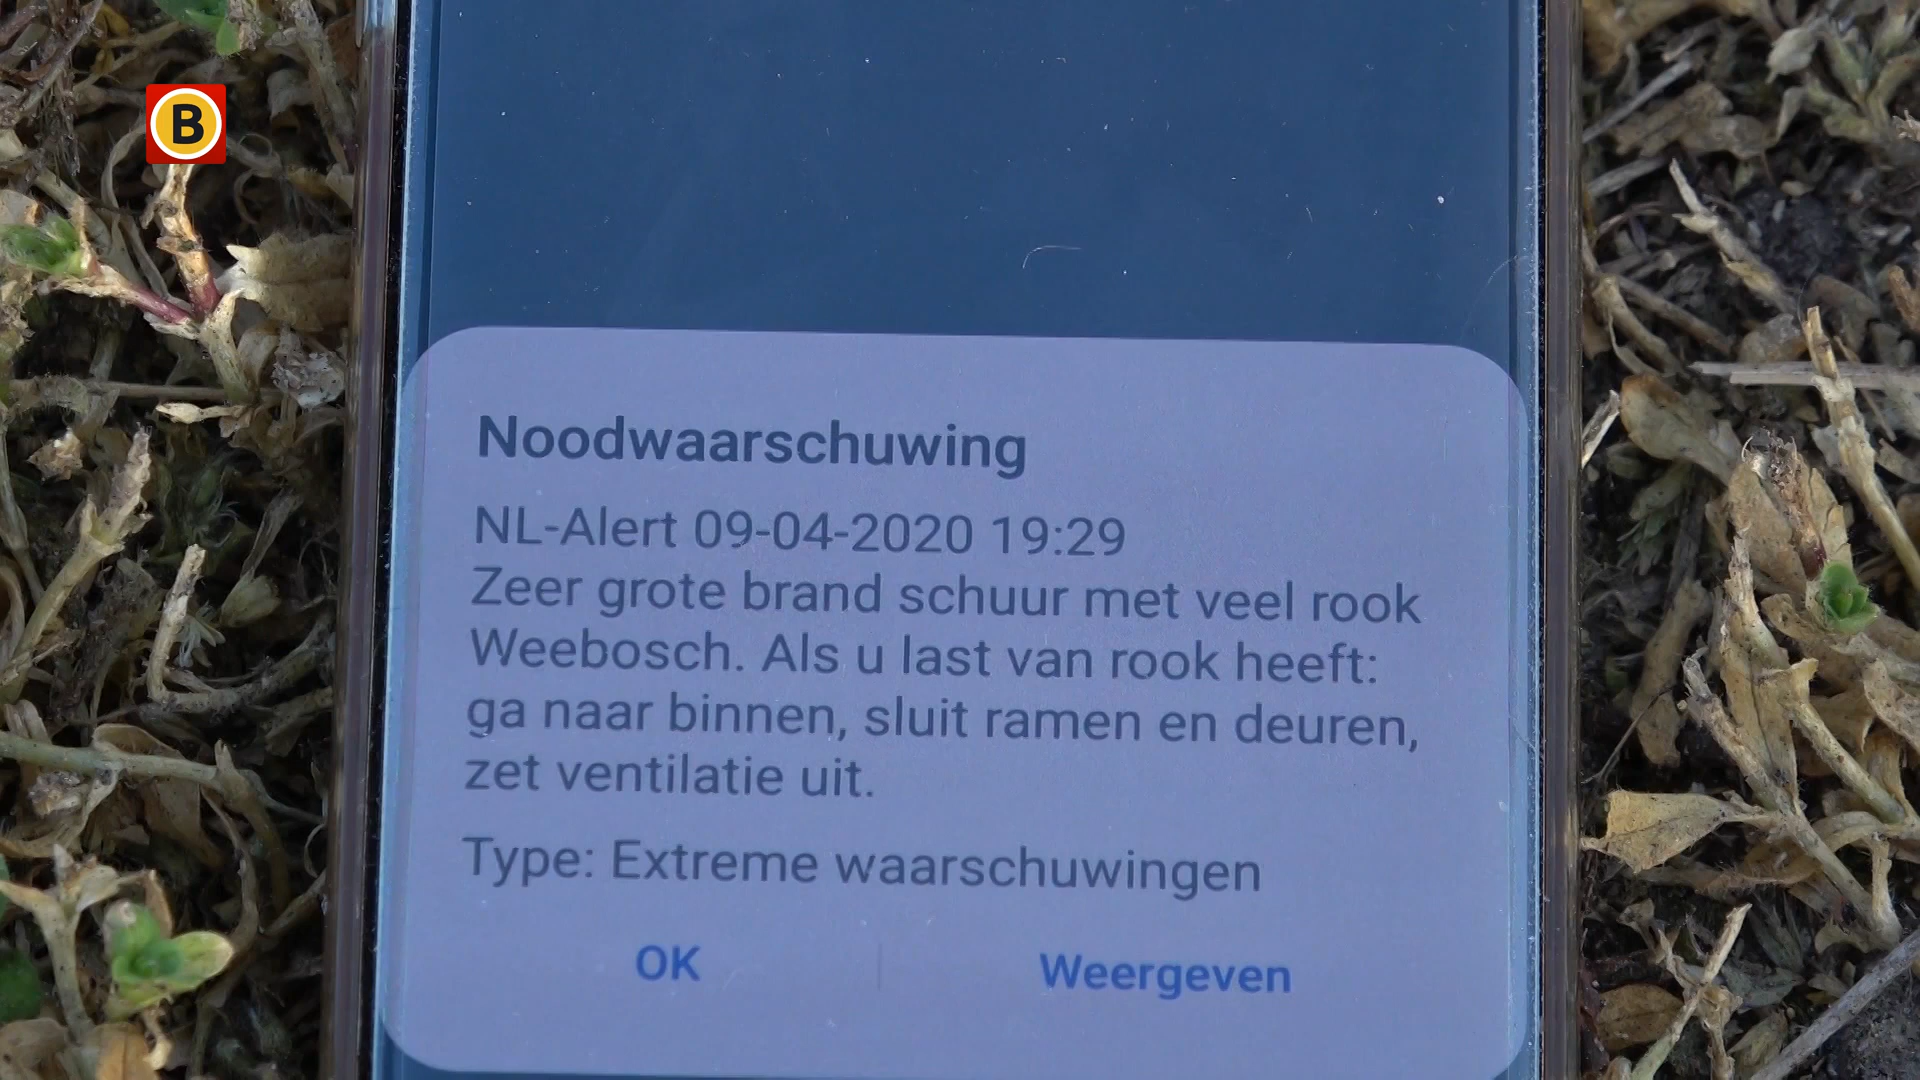 B
Noodwaarschuwing
NL-Alert 09-04-2020 19:29
Zeer grote brand schuur met veel rook
Weebosch. Als u last van rook heeft:
ga naar binnen, sluit ramen en deuren,
zet ventilatie uit.
Type: Extreme waarschuwingen
OK Weergeven